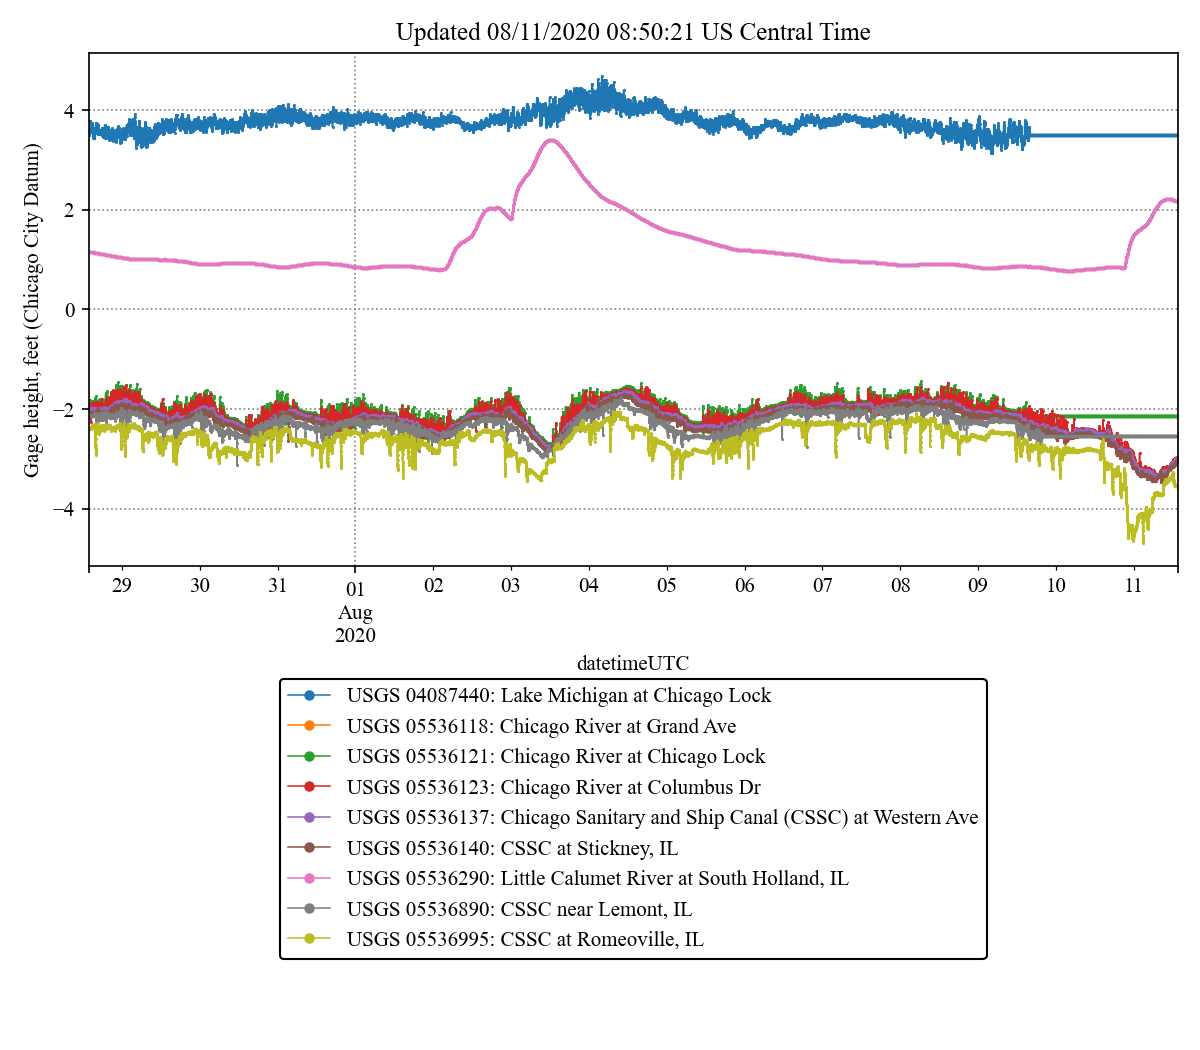 Updated 08/11/2020 08:50:21 US Central Time
Gage height, feet (Chicago City Datum)
4
2
0
−2
−4
29 30 31 01 02 03 04 05 06 07 08 09 10 11
Aug
2020
datetimeUTC
USGS 04087440: Lake Michigan at Chicago Lock
USGS 05536118: Chicago River at Grand Ave
USGS 05536121: Chicago River at Chicago Lock
USGS 05536123: Chicago River at Columbus Dr
USGS 05536137: Chicago Sanitary and Ship Canal (CSSC) at Western Ave
USGS 05536140: CSSC at Stickney, IL
USGS 05536290: Little Calumet River at South Holland, IL
USGS 05536890: CSSC near Lemont, IL
USGS 05536995: CSSC at Romeoville, IL